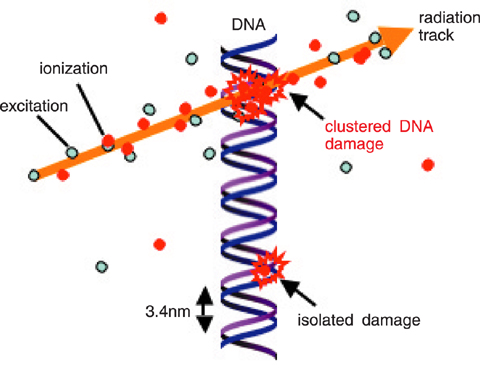 DNA
radiation
track
ionization
excitation
clustered DNA
damage
3.4nm
isolated damage